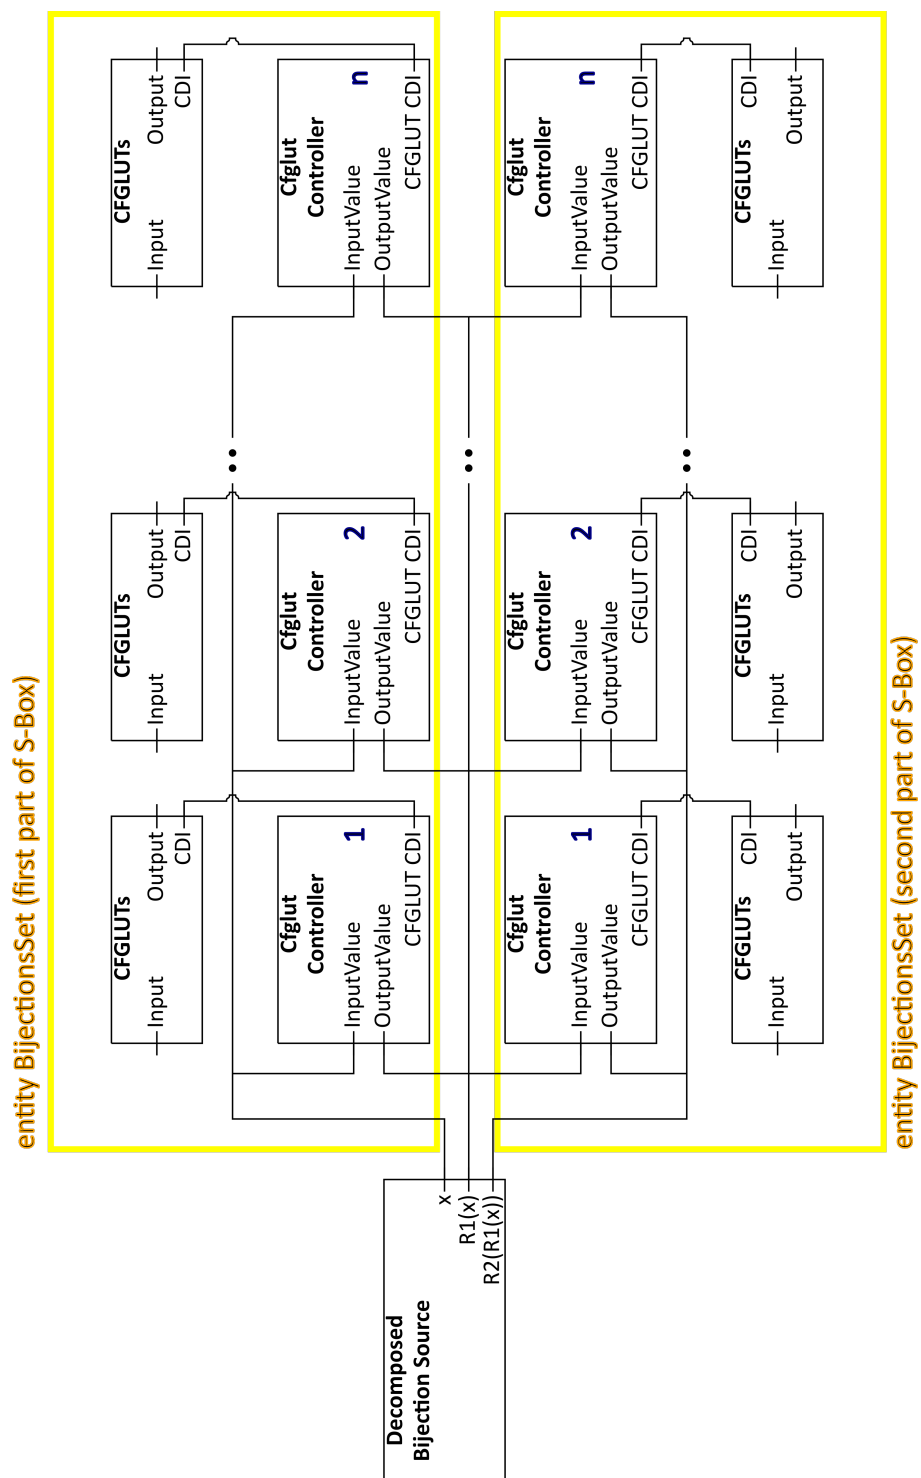 entity BijectionsSet (first part of S-Box)
CFGLUTs
Input
Output
CDI
CFGLUTs
Input
Output
CDI
CFGLUTs
Input
Output
CDI
Cfglut
Controller
1
InputValue
OutputValue
CFGLUT CDI
Cfglut
Controller
2
InputValue
OutputValue
CFGLUT CDI
Cfglut
Controller
n
InputValue
OutputValue
CFGLUT CDI
Decomposed
Bijection Source
x
R1(x)
R2(R1(x))
Cfglut
Controller
1
InputValue
OutputValue
CFGLUT CDI
Cfglut
Controller
2
InputValue
OutputValue
CFGLUT CDI
Cfglut
Controller
n
InputValue
OutputValue
CFGLUT CDI
CFGLUTs
CDI
Input
Output
CFGLUTs
CDI
Input
Output
CFGLUTs
CDI
Input
Output
entity BijectionsSet (second part of S-Box)